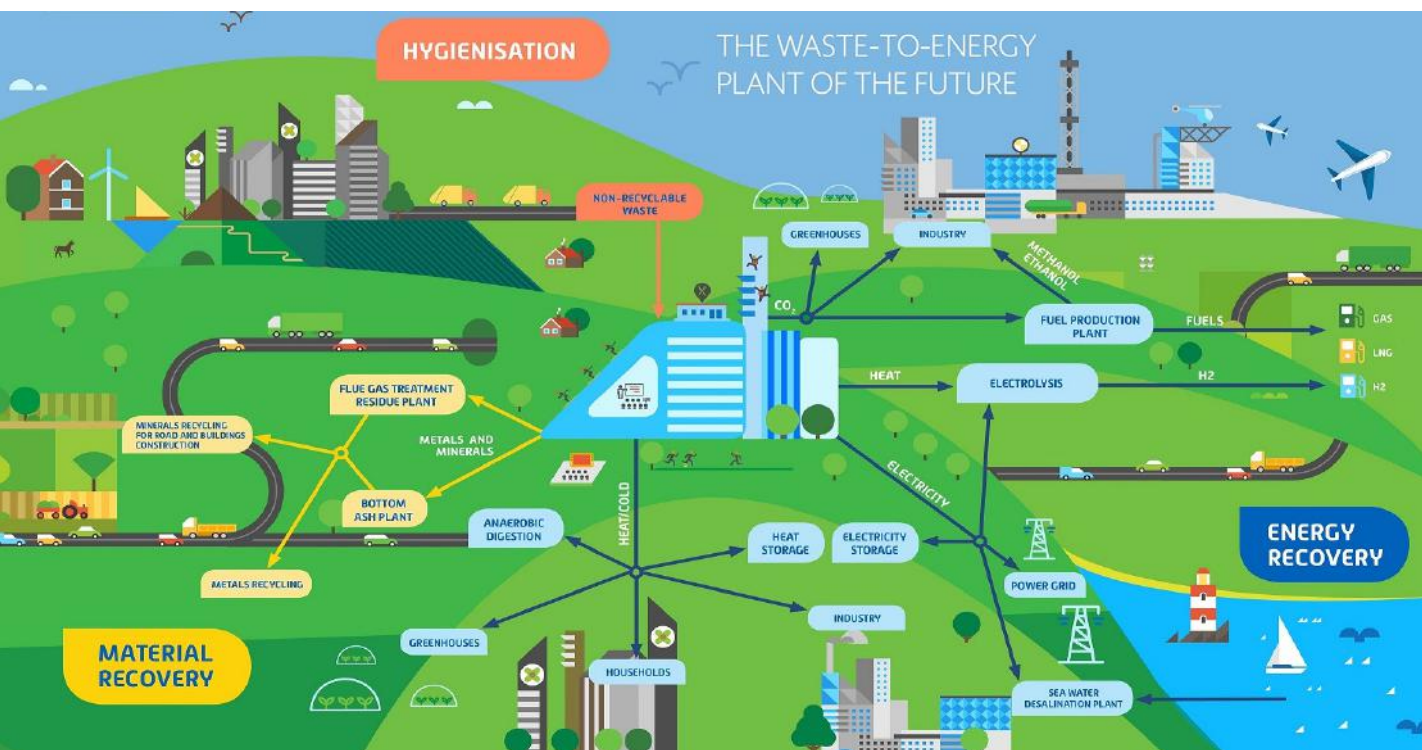 HYGIENISATION
THE WASTE-TO-ENERGY
PLANT OF THE FUTURE
NON-RECYCLABLE
WASTE
GREENHOUSES
INDUSTRY
METHANOL
ETHANOL
CO₂
FUEL PRODUCTION
PLANT
FUELS
GAS
LNG
H2
HEAT
ELECTROLYSIS
H2
FLUE GAS TREATMENT
RESIDUE PLANT
MINERALS RECYCLING
FOR ROAD AND BUILDINGS
CONSTRUCTION
METALS AND
MINERALS
BOTTOM
ASH PLANT
METALS RECYCLING
MATERIAL
RECOVERY
HEAT/COLD
ANAEROBIC
DIGESTION
HEAT
STORAGE
GREENHOUSES
HOUSEHOLDS
INDUSTRY
ELECTRICITY
ELECTRICITY
STORAGE
POWER GRID
SEA WATER
DESALINATION PLANT
ENERGY
RECOVERY